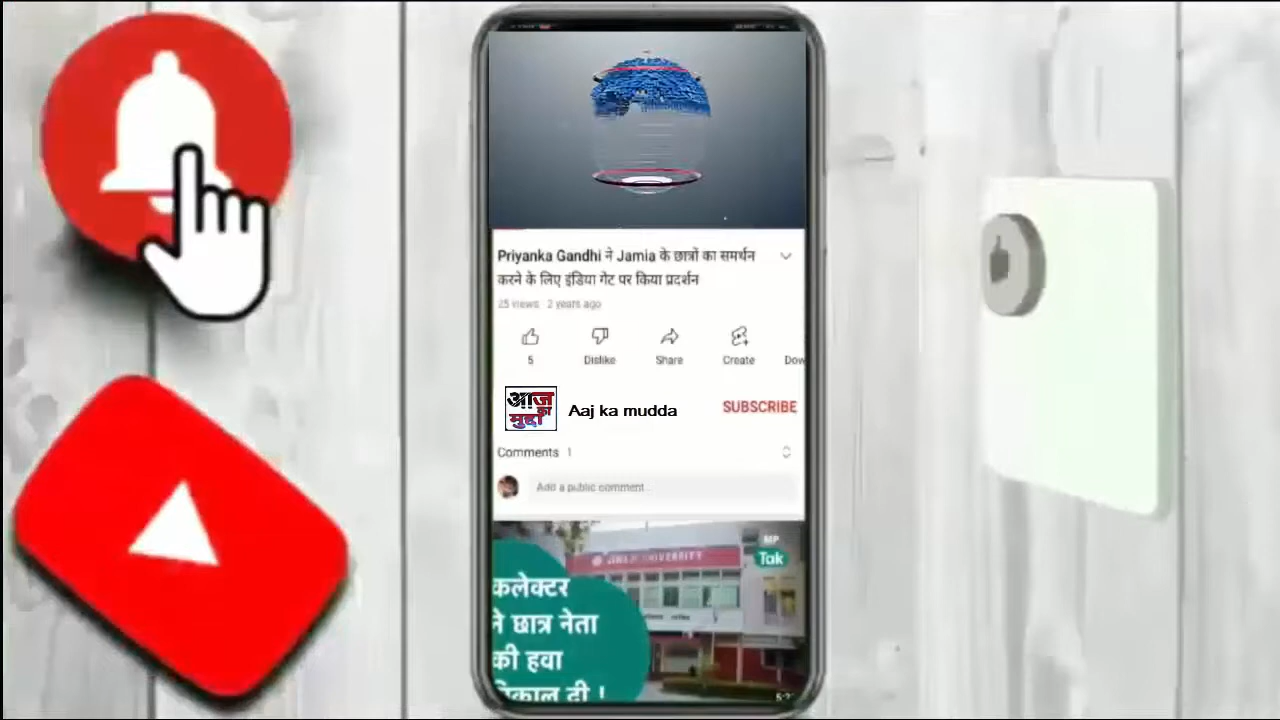 Priyanka Gandhi ने Jamia के छात्रों का समर्थन
करने के लिए इंडिया गेट पर किया प्रदर्शन
25 views · 2 years ago
5
Dislike
Share
Create
Dow
आज
का
मुद्दा
Aaj ka mudda
SUBSCRIBE
Comments 1
Add a public comment...
MP
Tak
UNIVERSITY
कलेक्टर
ने छात्र नेता
की हवा
निकाल दी !